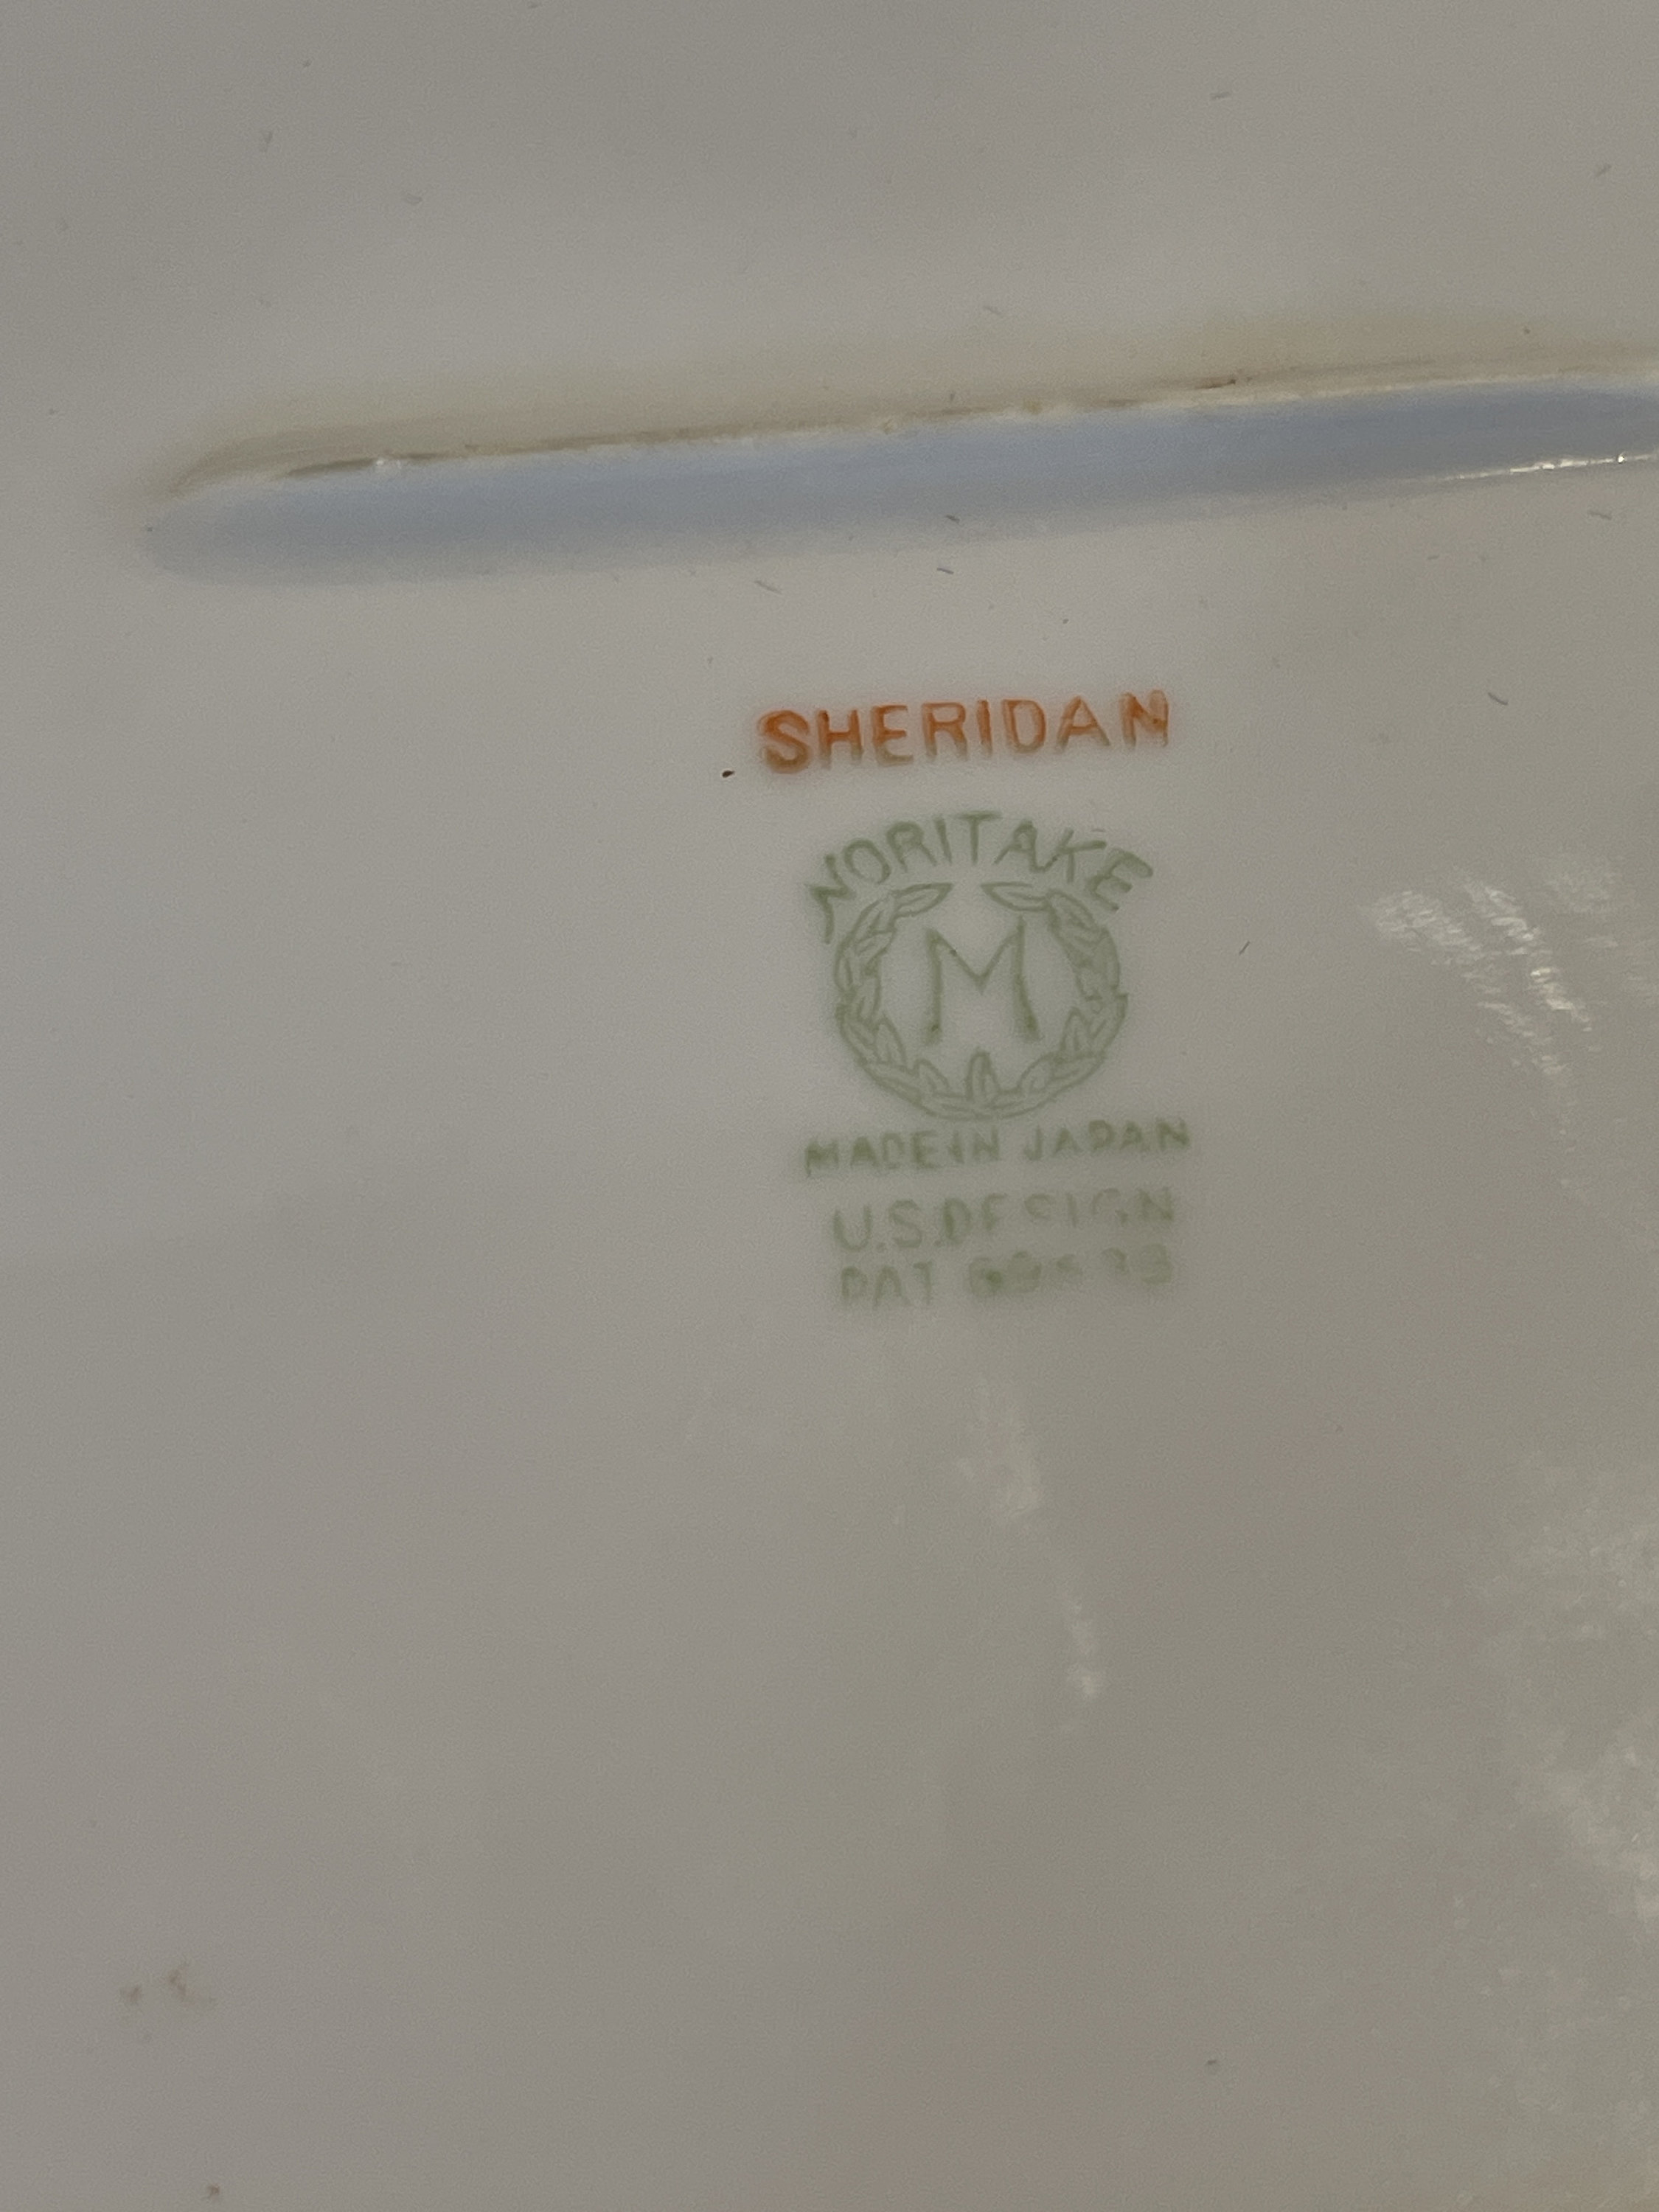 SHERIDAN
NORITAKE
M
MADE IN JAPAN
U.S. DESIGN
PAT